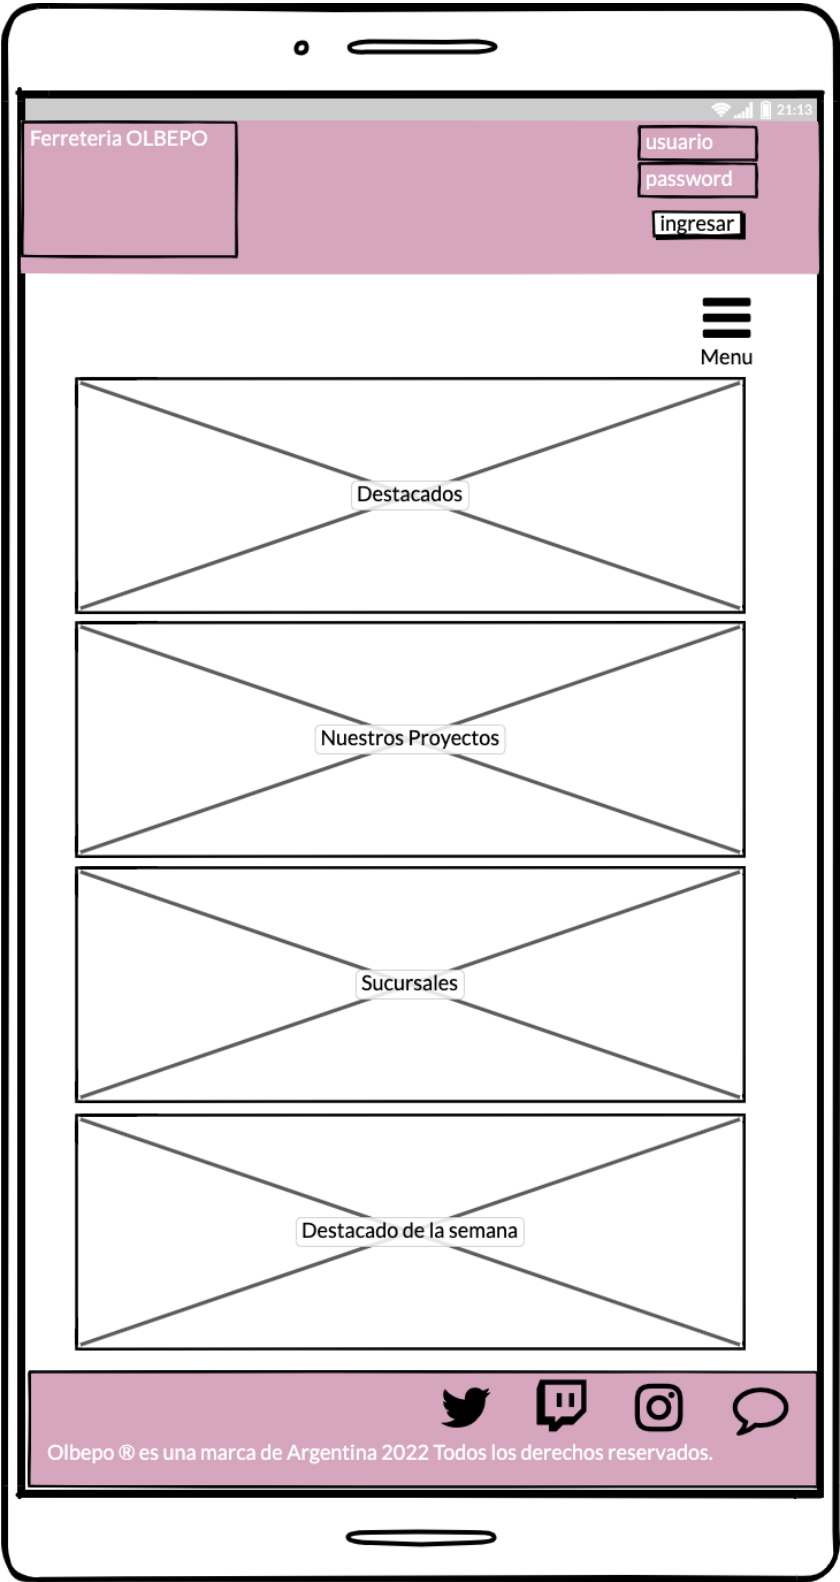 21:13
Ferreteria OLBEPO
usuario
password
ingresar
Menu
Destacados
Nuestros Proyectos
Sucursales
Destacado de la semana
Olbepo ® es una marca de Argentina 2022 Todos los derechos reservados.